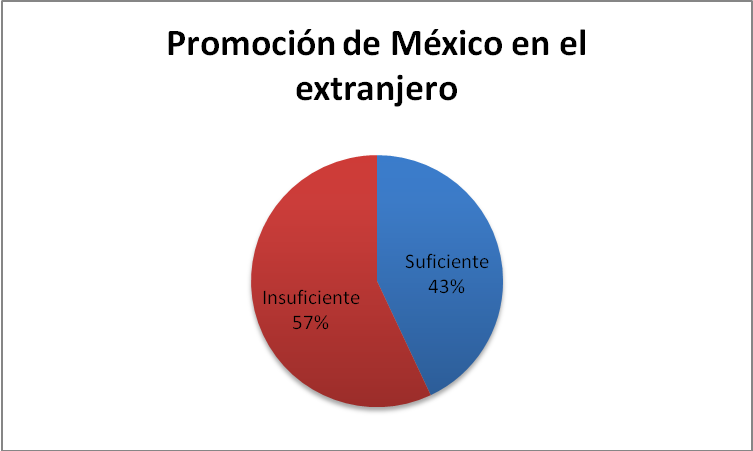 Promoción de México en el
extranjero
Suficiente
43%
Insuficiente
57%